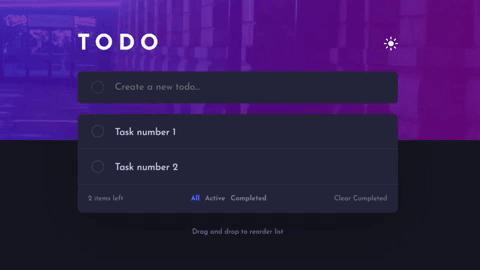 TODO
Create a new todo...
Task number 1
Task number 2
2 items left All Active Completed Clear Completed
Drag and drop to reorder list